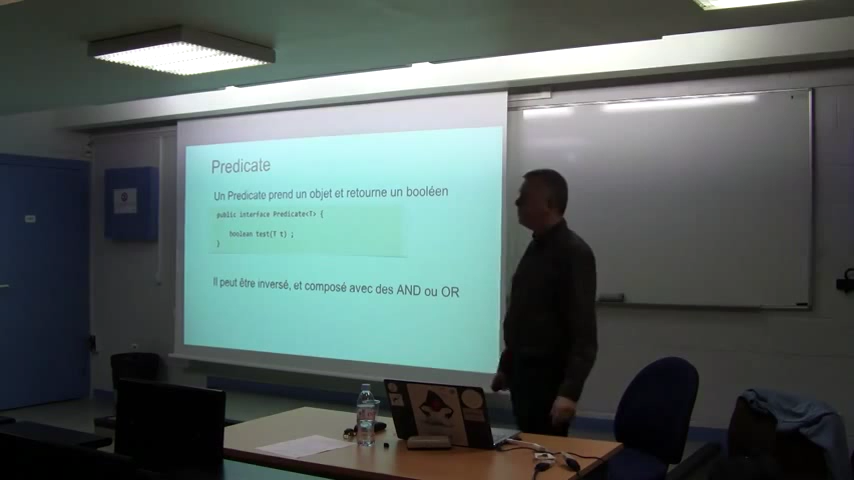 Predicate
Un Predicate prend un objet et retourne un booléen
public interface Predicate<T> {
boolean test(T t) ;
}
Il peut être inversé, et composé avec des AND ou OR